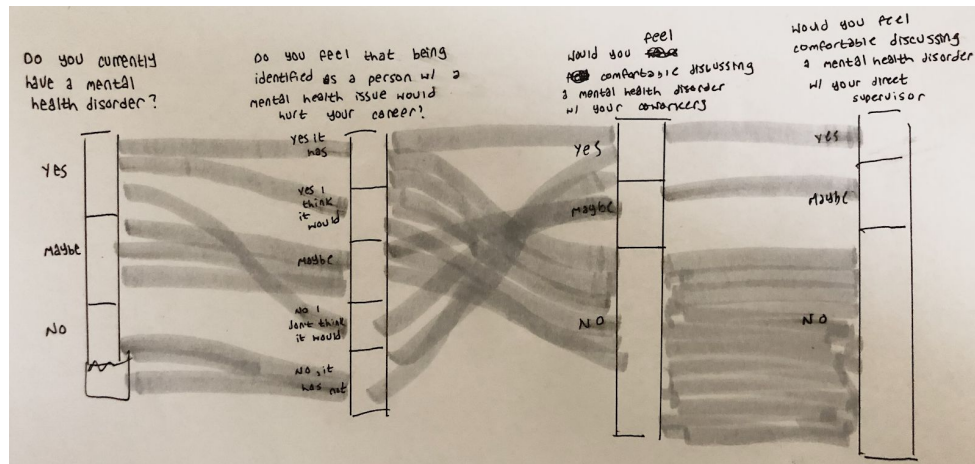 Do you currently
have a mental
health disorder?
Yes
Maybe
No
Do you feel that being
identified as a person w/ a
mental health issue would
hurt your career?
yes it
has
yes I
think
it
would
Maybe
No I
don't think
it would
No, it
has not
feel
Would you
comfortable discussing
a mental health disorder
w/ your coworkers
yes
Maybe
No
Would you feel
comfortable discussing
a mental health disorder
w/ your direct
supervisor
yes
Maybe
No